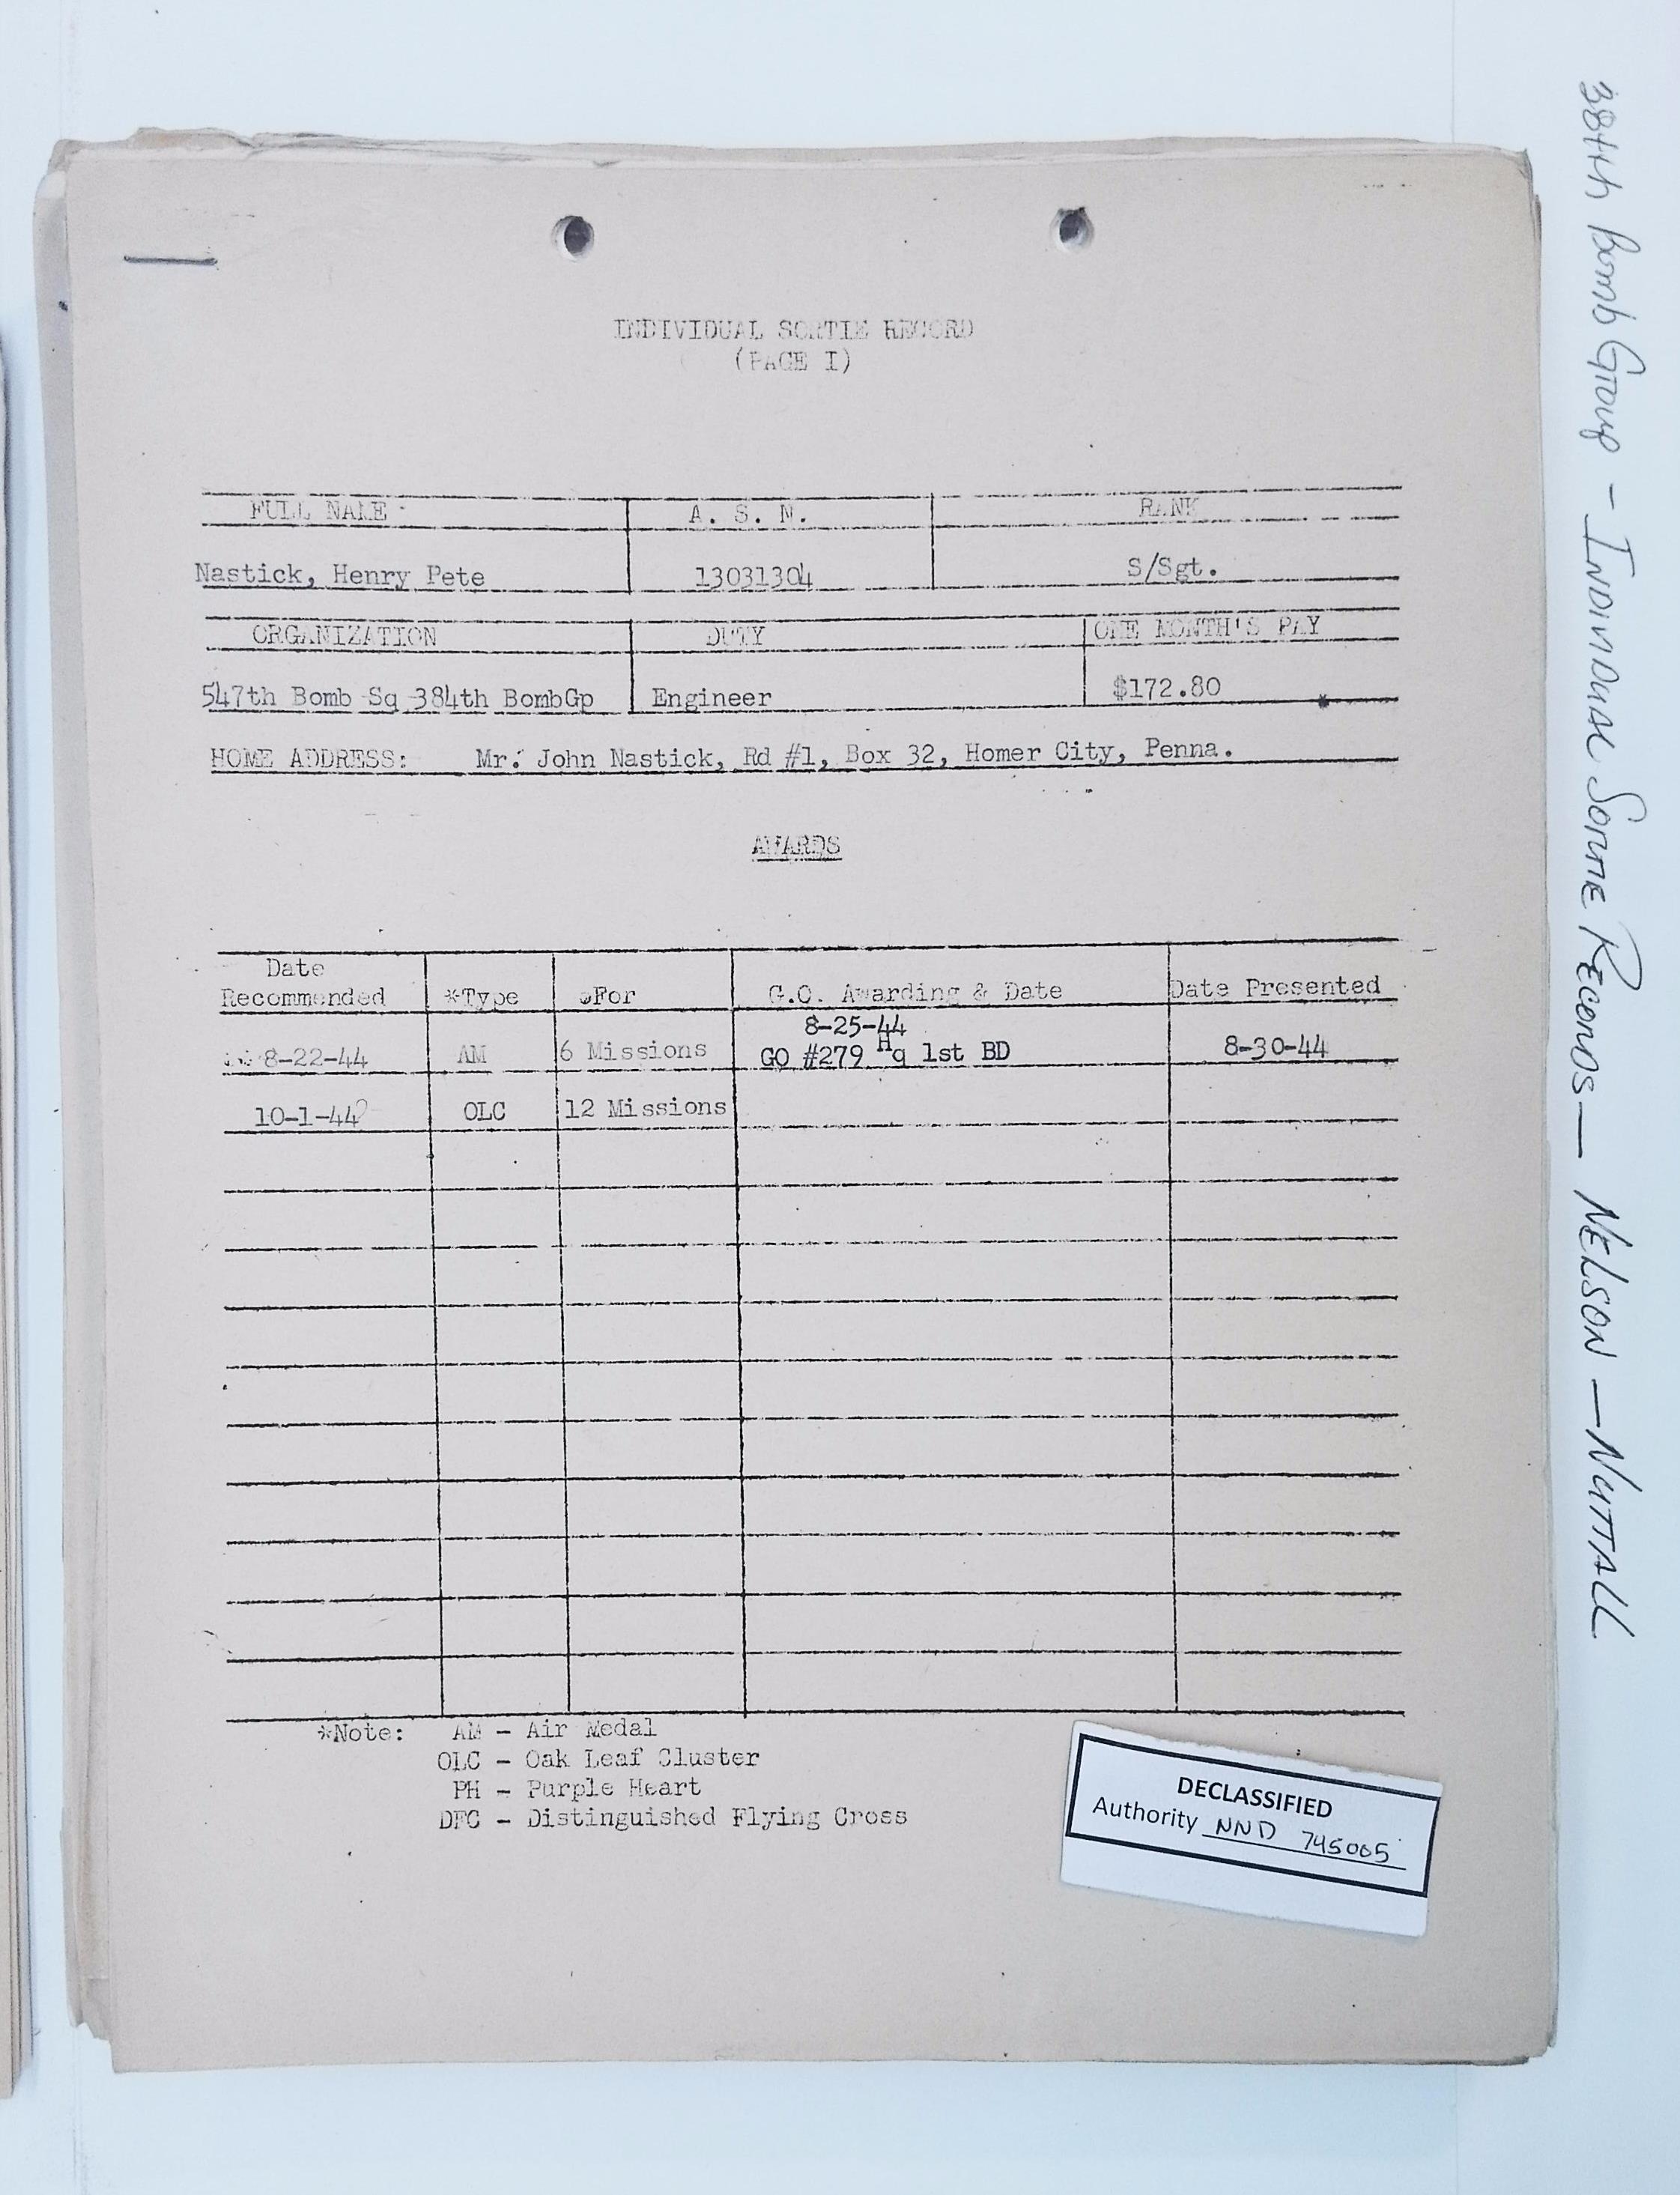 INDIVIDUAL SORTIE RECORD
(PAGE I)
FULL NAME A. S. N. RANK
Nastick, Henry Pete 13031304 S/Sgt.
ORGANIZATION DUTY ONE MONTH'S PAY
547th Bomb Sq 384th BombGp Engineer $172.80
HOME ADDRESS: Mr. John Nastick, Rd #1, Box 32, Homer City, Penna.
AWARDS
Date
Recommended *Type For G.O. Awarding & Date Date Presented
8-25-44
8-22-44 AM 6 Missions GO #279 Hq 1st BD 8-30-44
10-1-44 OLC 12 Missions
*Note: AM - Air Medal
OLC - Oak Leaf Cluster
PH - Purple Heart
DFC - Distinguished Flying Cross
DECLASSIFIED
Authority NND 745005
384th Bomb Group - INDIVIDUAL SORTIE RECORDS — NELSON — NUTTALL